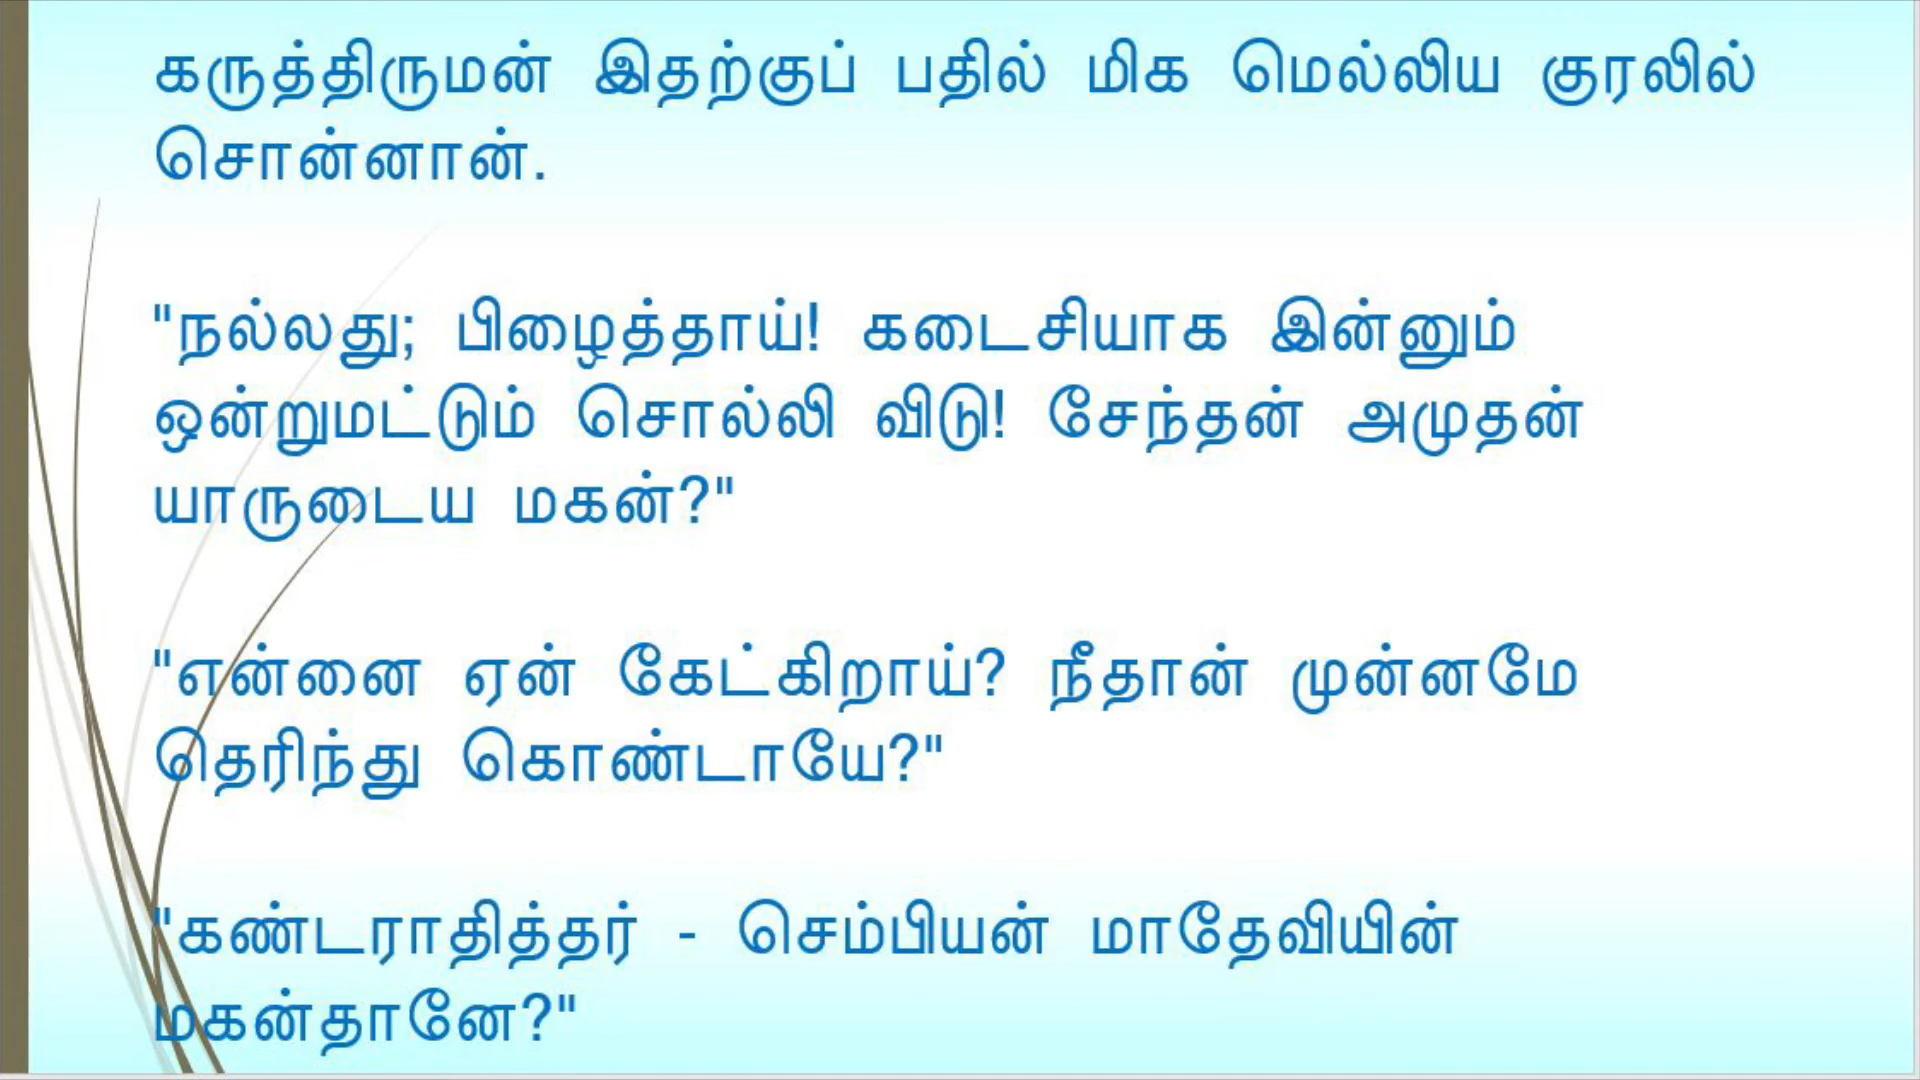 கருத்திருமன் இதற்குப் பதில் மிக மெல்லிய குரலில்
சொன்னான்.
"நல்லது; பிழைத்தாய்! கடைசியாக இன்னும்
ஒன்றுமட்டும் சொல்லி விடு! சேந்தன் அமுதன்
யாருடைய மகன்?"
"என்னை ஏன் கேட்கிறாய்? நீதான் முன்னமே
தெரிந்து கொண்டாயே?"
"கண்டராதித்தர் - செம்பியன் மாதேவியின்
மகன்தானே?"